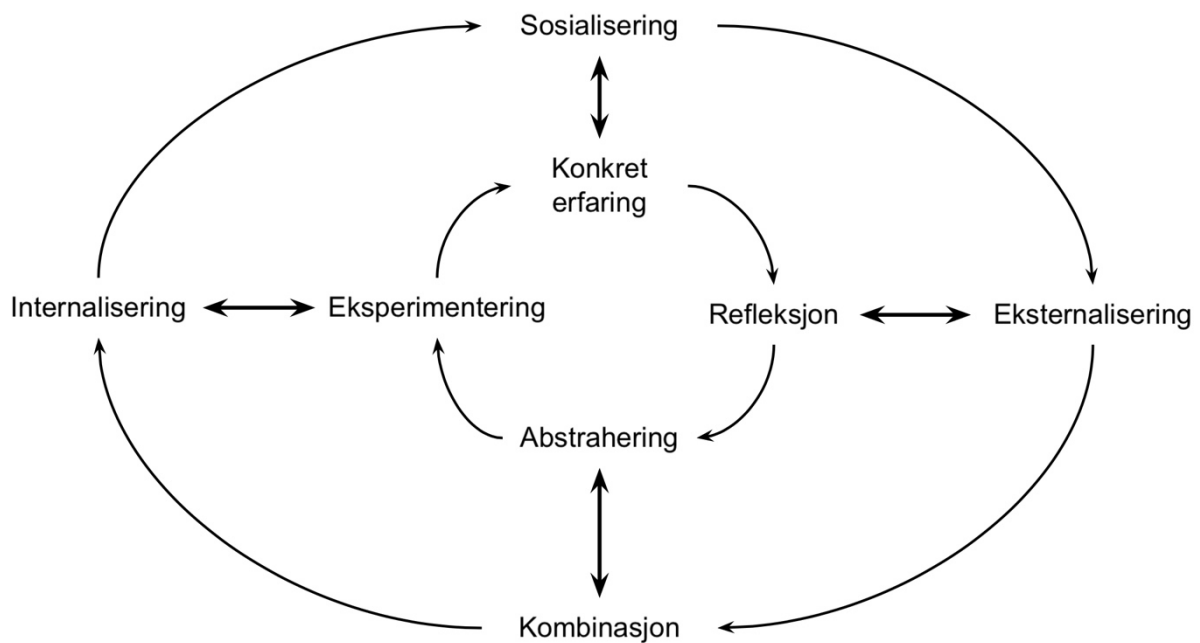 Sosialisering
Konkret
erfaring
Internalisering
Eksperimentering
Refleksjon
Eksternalisering
Abstrahering
Kombinasjon